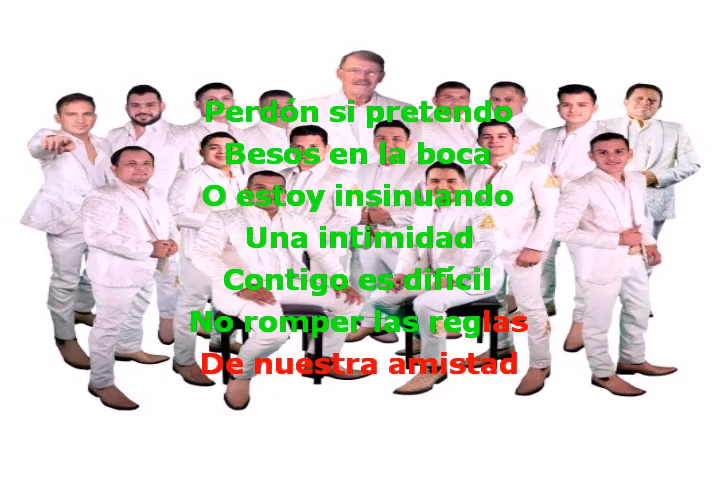 Perdón si pretendo
Besos en la boca
O estoy insinuando
Una intimidad
Contigo es difícil
No romper las reglas
De nuestra amistad